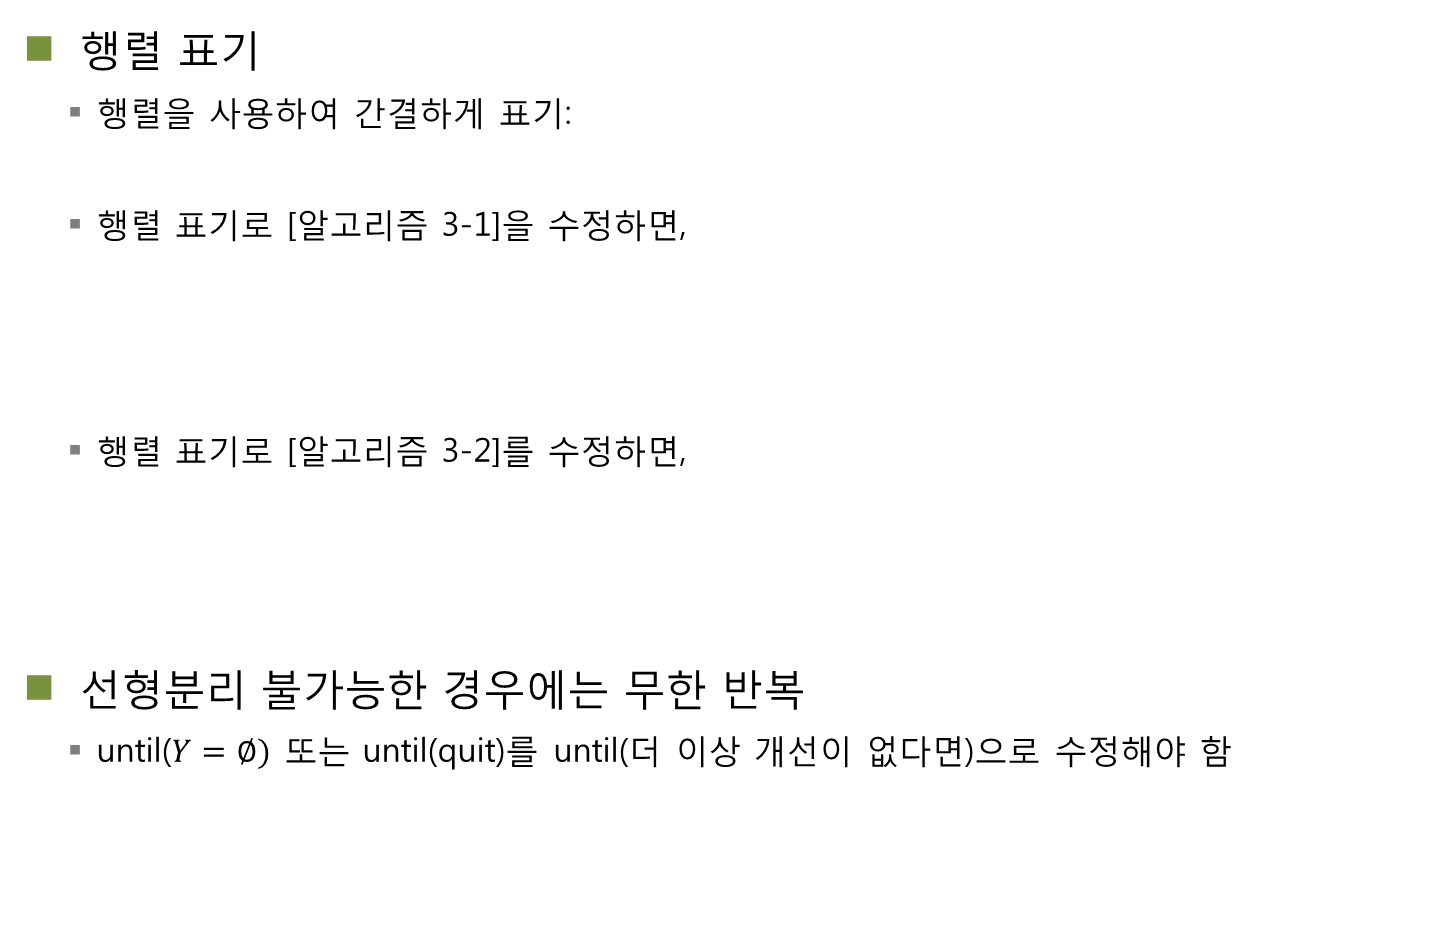 행렬 표기
행렬을 사용하여 간결하게 표기:
행렬 표기로 [알고리즘 3-1]을 수정하면,
행렬 표기로 [알고리즘 3-2]를 수정하면,
선형분리 불가능한 경우에는 무한 반복
until(Y = ∅) 또는 until(quit)를 until(더 이상 개선이 없다면)으로 수정해야 함